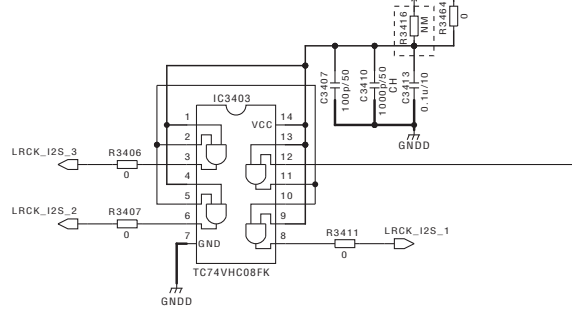 R3416
NM
R3464
0
C3407
100p/50
C3410
1000p/50
CH
C3413
0.1u/10
GNDD
IC3403
1
2
3
4
5
6
7
GND
14
VCC
13
12
11
10
9
8
TC74VHC08FK
LRCK_I2S_3
R3406
0
LRCK_I2S_2
R3407
0
R3411
0
LRCK_I2S_1
GNDD